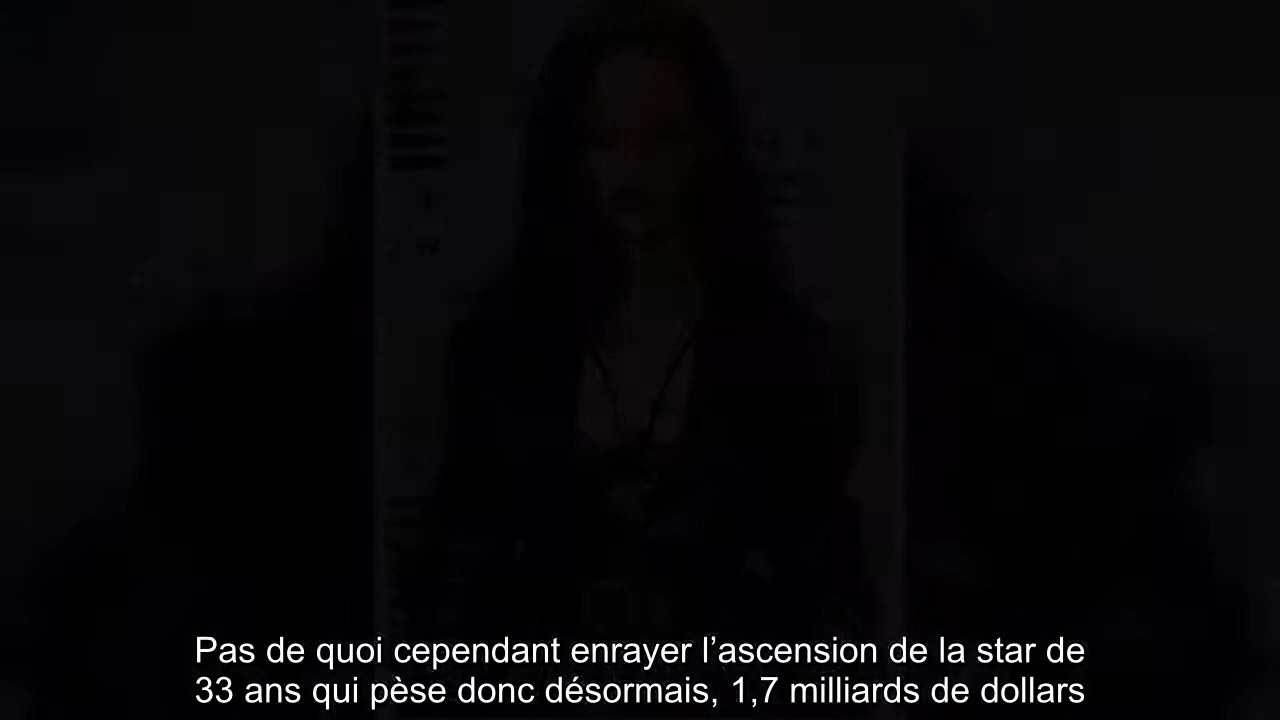 Pas de quoi cependant enrayer l’ascension de la star de
33 ans qui pèse donc désormais, 1,7 milliards de dollars